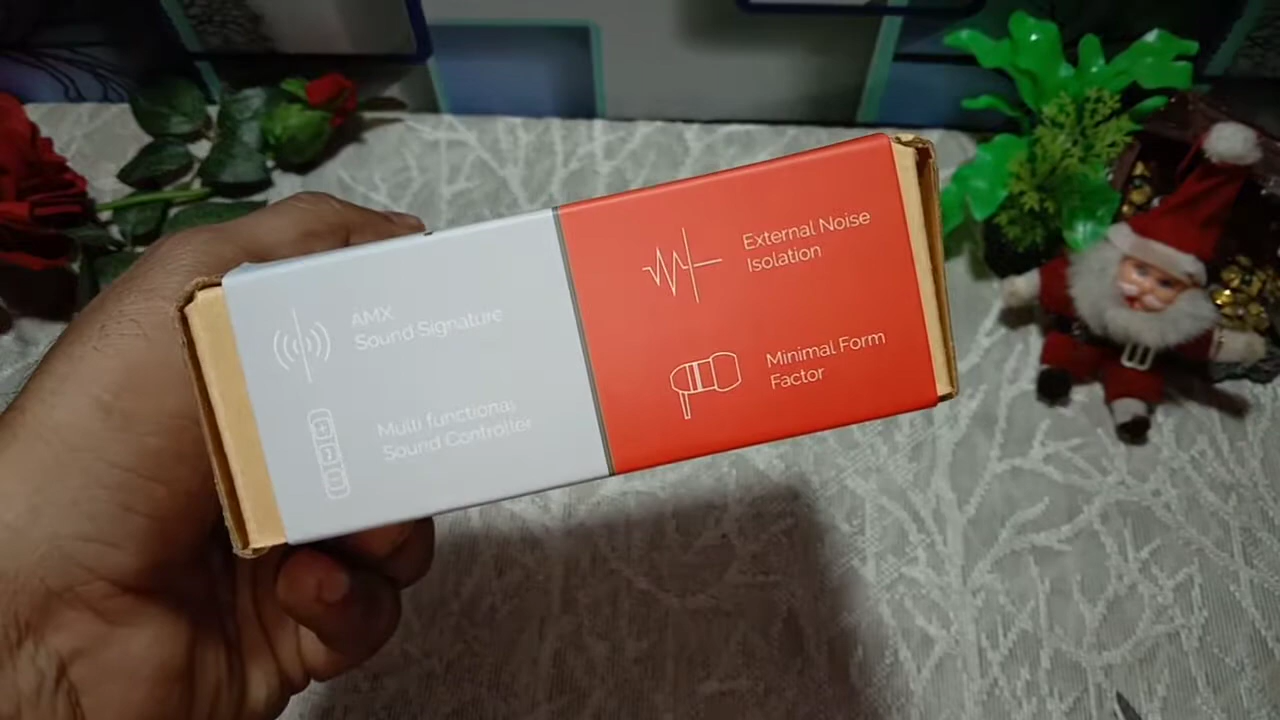 AMX
Sound Signature
Multi functional
Sound Controller
External Noise
Isolation
Minimal Form
Factor